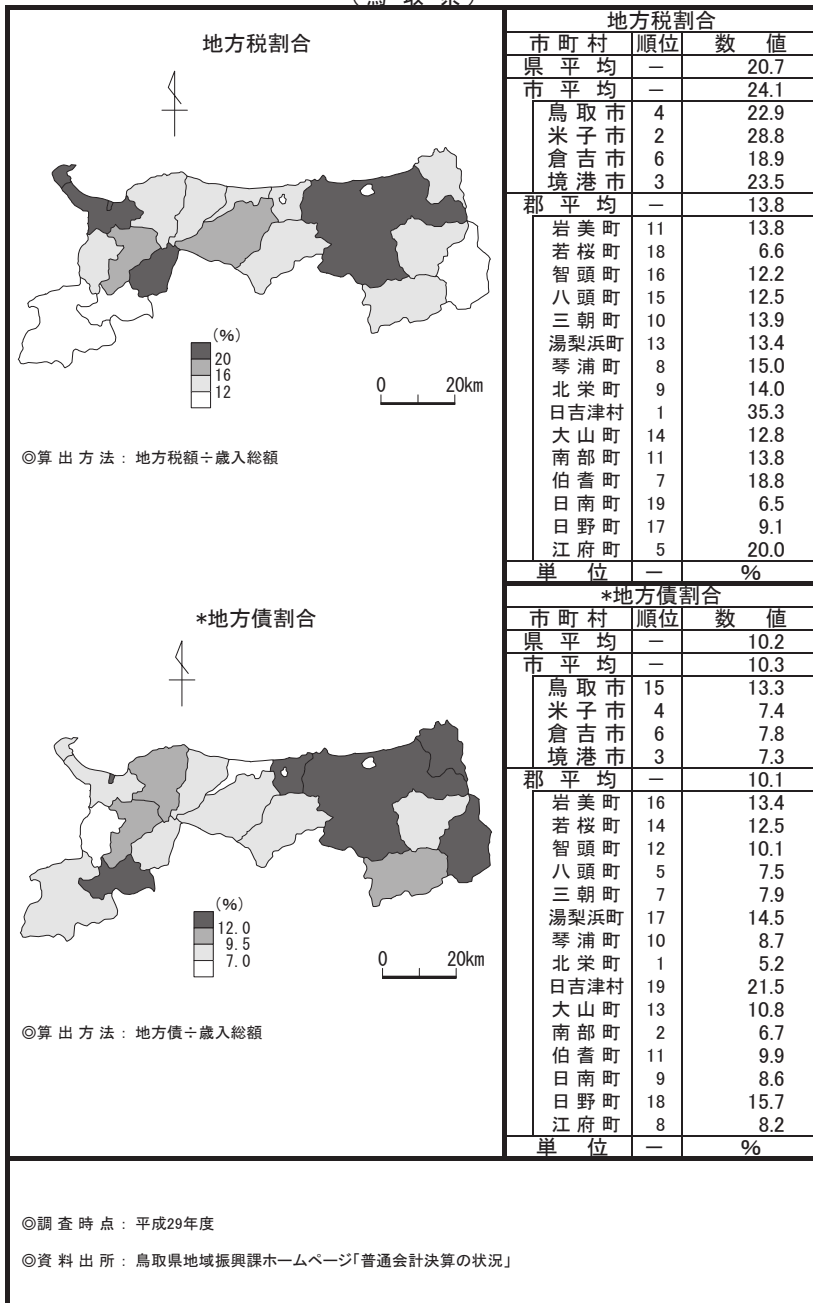 （鳥 取 県）
地方税割合
(%)
20
16
12
0 20km
◎算 出 方 法 ： 地方税額÷歳入総額
地方税割合
市 町 村 順位 数 値
県 平 均 － 20.7
市 平 均 － 24.1
鳥 取 市 4 22.9
米 子 市 2 28.8
倉 吉 市 6 18.9
境 港 市 3 23.5
郡 平 均 － 13.8
岩 美 町 11 13.8
若 桜 町 18 6.6
智 頭 町 16 12.2
八 頭 町 15 12.5
三 朝 町 10 13.9
湯梨浜町 13 13.4
琴 浦 町 8 15.0
北 栄 町 9 14.0
日吉津村 1 35.3
大 山 町 14 12.8
南 部 町 11 13.8
伯 耆 町 7 18.8
日 南 町 19 6.5
日 野 町 17 9.1
江 府 町 5 20.0
単 位 － %
*地方債割合
(%)
12.0
9.5
7.0
0 20km
◎算 出 方 法 ： 地方債÷歳入総額
*地方債割合
市 町 村 順位 数 値
県 平 均 － 10.2
市 平 均 － 10.3
鳥 取 市 15 13.3
米 子 市 4 7.4
倉 吉 市 6 7.8
境 港 市 3 7.3
郡 平 均 － 10.1
岩 美 町 16 13.4
若 桜 町 14 12.5
智 頭 町 12 10.1
八 頭 町 5 7.5
三 朝 町 7 7.9
湯梨浜町 17 14.5
琴 浦 町 10 8.7
北 栄 町 1 5.2
日吉津村 19 21.5
大 山 町 13 10.8
南 部 町 2 6.7
伯 耆 町 11 9.9
日 南 町 9 8.6
日 野 町 18 15.7
江 府 町 8 8.2
単 位 － %
◎調 査 時 点 ： 平成29年度
◎資 料 出 所 ： 鳥取県地域振興課ホームページ「普通会計決算の状況」